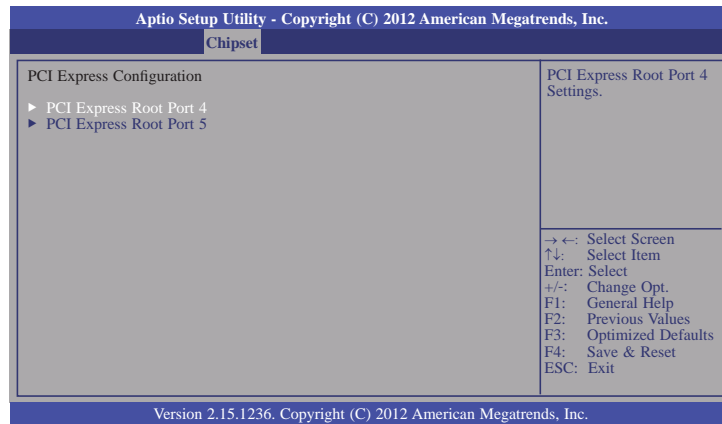 Aptio Setup Utility - Copyright (C) 2012 American Megatrends, Inc.
Chipset
PCI Express Configuration
► PCI Express Root Port 4
► PCI Express Root Port 5
PCI Express Root Port 4
Settings.
→ ←: Select Screen
↑↓: Select Item
Enter: Select
+/-: Change Opt.
F1: General Help
F2: Previous Values
F3: Optimized Defaults
F4: Save & Reset
ESC: Exit
Version 2.15.1236. Copyright (C) 2012 American Megatrends, Inc.